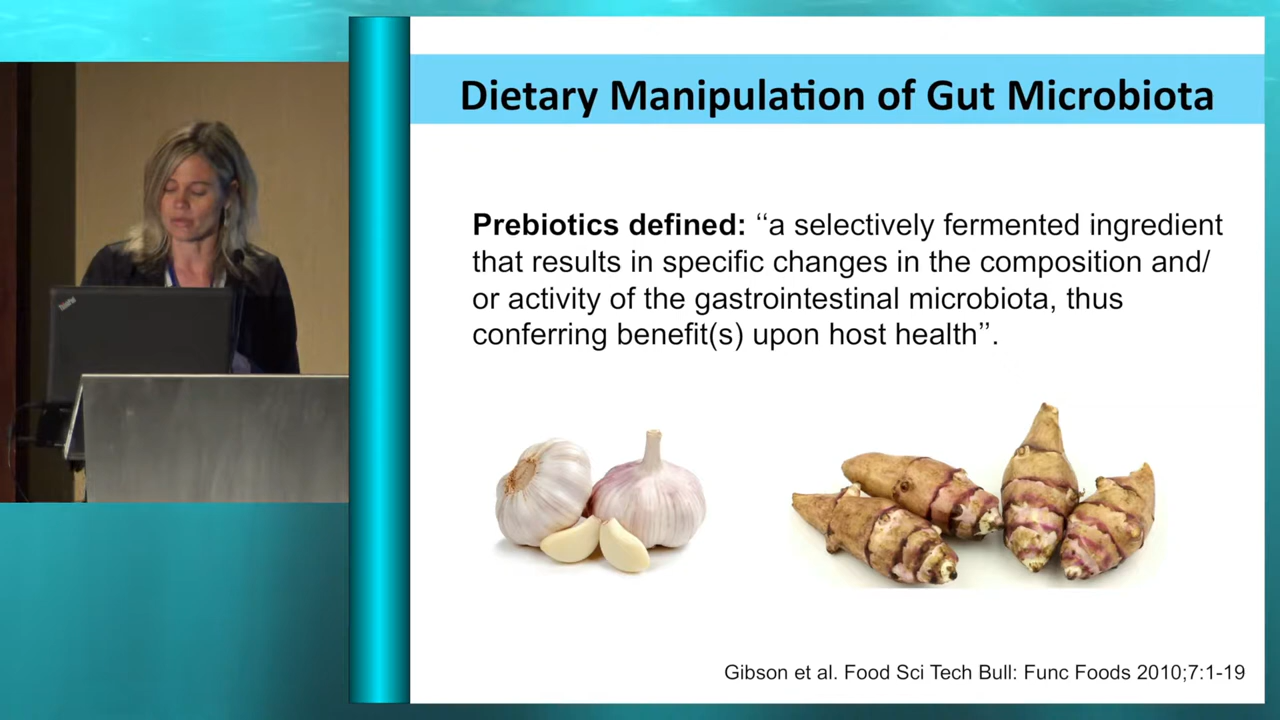 Dietary Manipulation of Gut Microbiota
Prebiotics defined: “a selectively fermented ingredient
that results in specific changes in the composition and/
or activity of the gastrointestinal microbiota, thus
conferring benefit(s) upon host health”.
Gibson et al. Food Sci Tech Bull: Func Foods 2010;7:1-19
ThinkPad